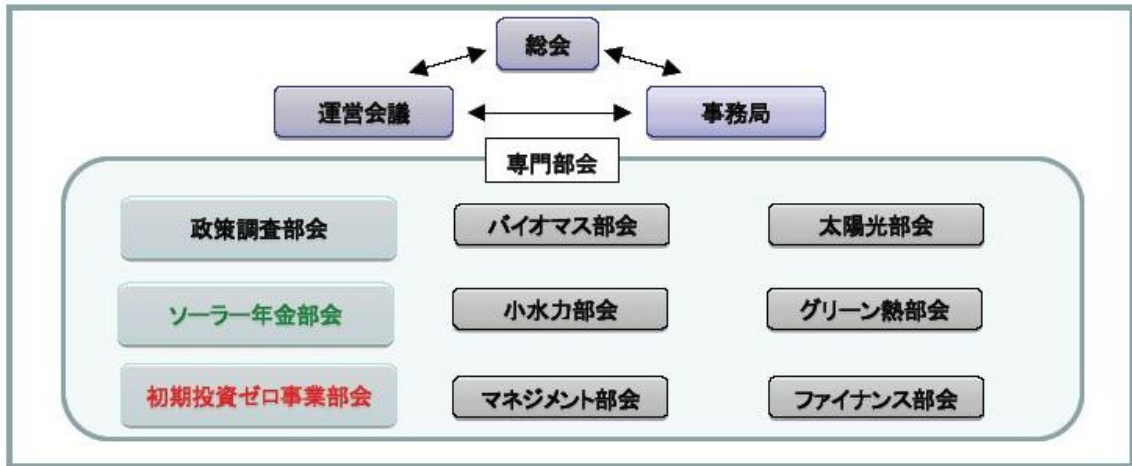 総会
運営会議
事務局
専門部会
政策調査部会
バイオマス部会
太陽光部会
ソーラー年金部会
小水力部会
グリーン熱部会
初期投資ゼロ事業部会
マネジメント部会
ファイナンス部会